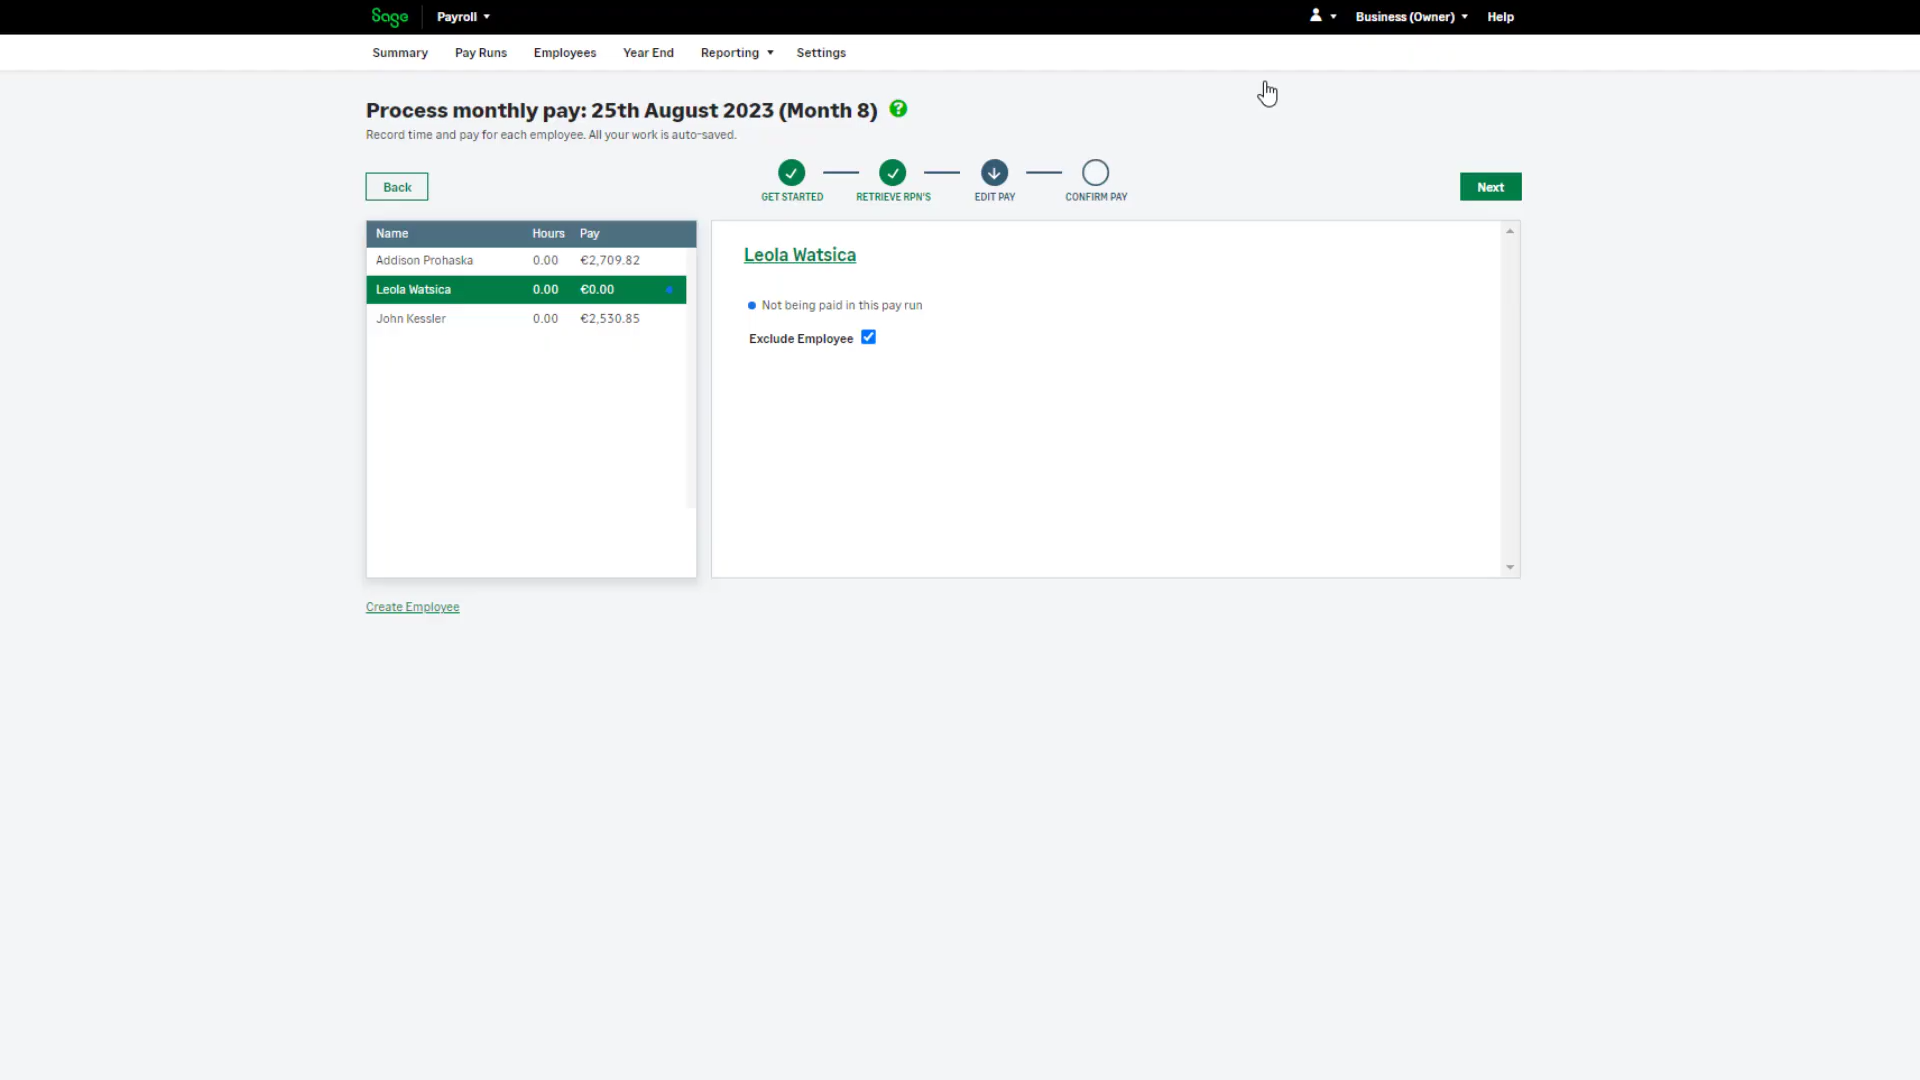 Sage Payroll Business (Owner) Help
Summary Pay Runs Employees Year End Reporting Settings
Process monthly pay: 25th August 2023 (Month 8) ?
Record time and pay for each employee. All your work is auto-saved.
Back GET STARTED RETRIEVE RPN'S EDIT PAY CONFIRM PAY Next
Name Hours Pay
Addison Prohaska 0.00 €2,709.82
Leola Watsica 0.00 €0.00
John Kessler 0.00 €2,530.85
Leola Watsica
Not being paid in this pay run
Exclude Employee
Create Employee